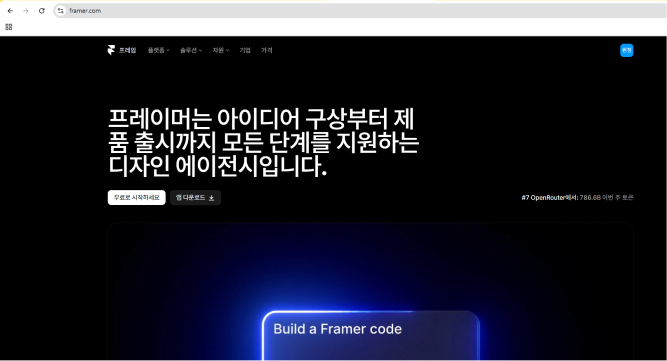 framer.com
프레임 플랫폼 솔루션 자원 기업 가격
프레이머는 아이디어 구상부터 제
품 출시까지 모든 단계를 지원하는
디자인 에이전시입니다.
무료로 시작하세요 앱 다운로드
#7 OpenRouter에서: 786.6B 이번 주 토큰
Build a Framer code